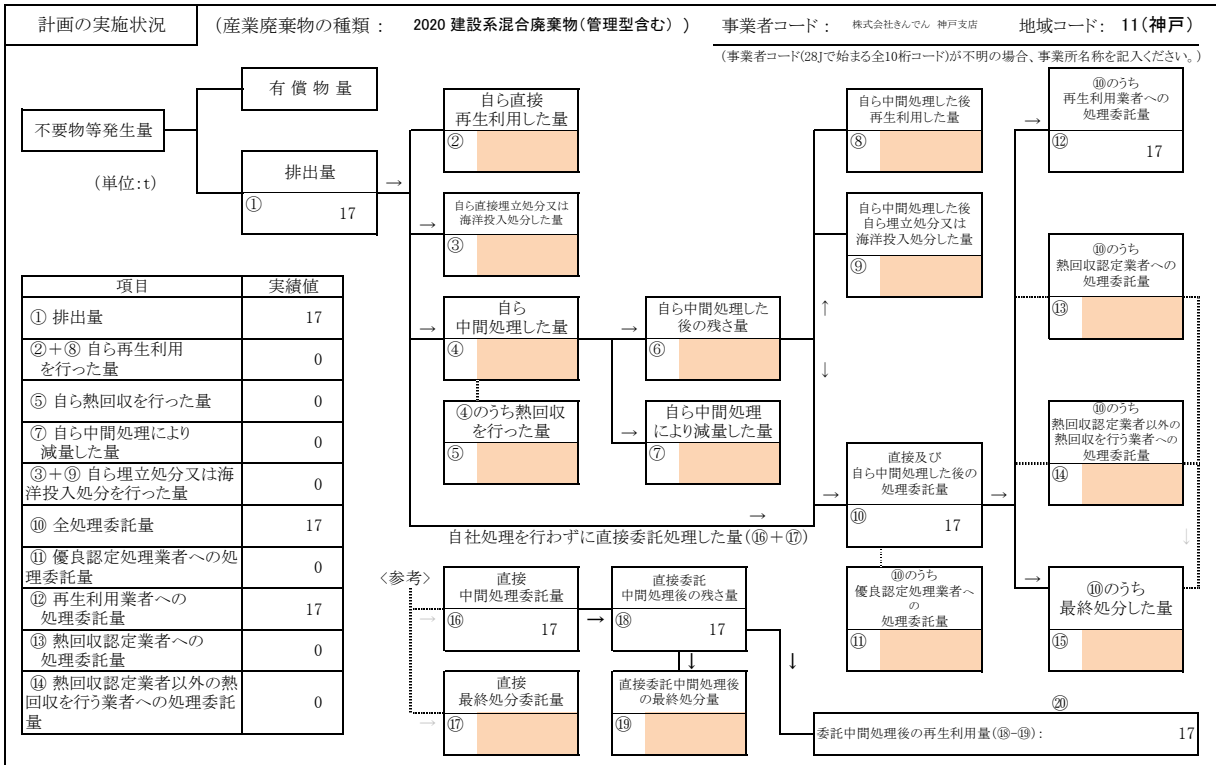 計画の実施状況
(産業廃棄物の種類： 2020 建設系混合廃棄物(管理型含む) )
事業者コード： 株式会社きんでん 神戸支店
地域コード： 11(神戸)
(事業者コード(28Jで始まる全10桁コード)が不明の場合、事業所名称を記入ください。)
不要物等発生量
(単位:t)
有償物量
排出量
①
17
→
自ら直接
再生利用した量
②
→
自ら直接埋立処分又は
海洋投入処分した量
③
→
自ら
中間処理した量
④
④のうち熱回収
を行った量
⑤
→
自ら中間処理した
後の残さ量
⑥
→
自ら中間処理
により減量した量
⑦
自ら中間処理した後
再生利用した量
⑧
自ら中間処理した後
自ら埋立処分又は
海洋投入処分した量
⑨
↑
↓
→
直接及び
自ら中間処理した後の
処理委託量
⑩
17
→
⑩のうち
優良認定処理業者へ
の
処理委託量
⑪
→
⑩のうち
再生利用業者への
処理委託量
⑫
17
⑩のうち
熱回収認定業者への
処理委託量
⑬
⑩のうち
熱回収認定業者以外の
熱回収を行う業者への
処理委託量
⑭
↓
→
⑩のうち
最終処分した量
⑮
→
自社処理を行わずに直接委託処理した量(⑯＋⑰)
〈参考〉
→
直接
中間処理委託量
⑯
17
→
直接委託
中間処理後の残さ量
⑱
17
↓
↓
→
直接
最終処分委託量
⑰
直接委託中間処理後
の最終処分量
⑲
⑳
委託中間処理後の再生利用量(⑱-⑲)： 17
項目 実績値
① 排出量 17
②＋⑧ 自ら再生利用
を行った量 0
⑤ 自ら熱回収を行った量 0
⑦ 自ら中間処理により
減量した量 0
③＋⑨ 自ら埋立処分又は海
洋投入処分を行った量 0
⑩ 全処理委託量 17
⑪ 優良認定処理業者への処
理委託量 0
⑫ 再生利用業者への
処理委託量 17
⑬ 熱回収認定業者への
処理委託量 0
⑭ 熱回収認定業者以外の熱
回収を行う業者への処理委託
量 0